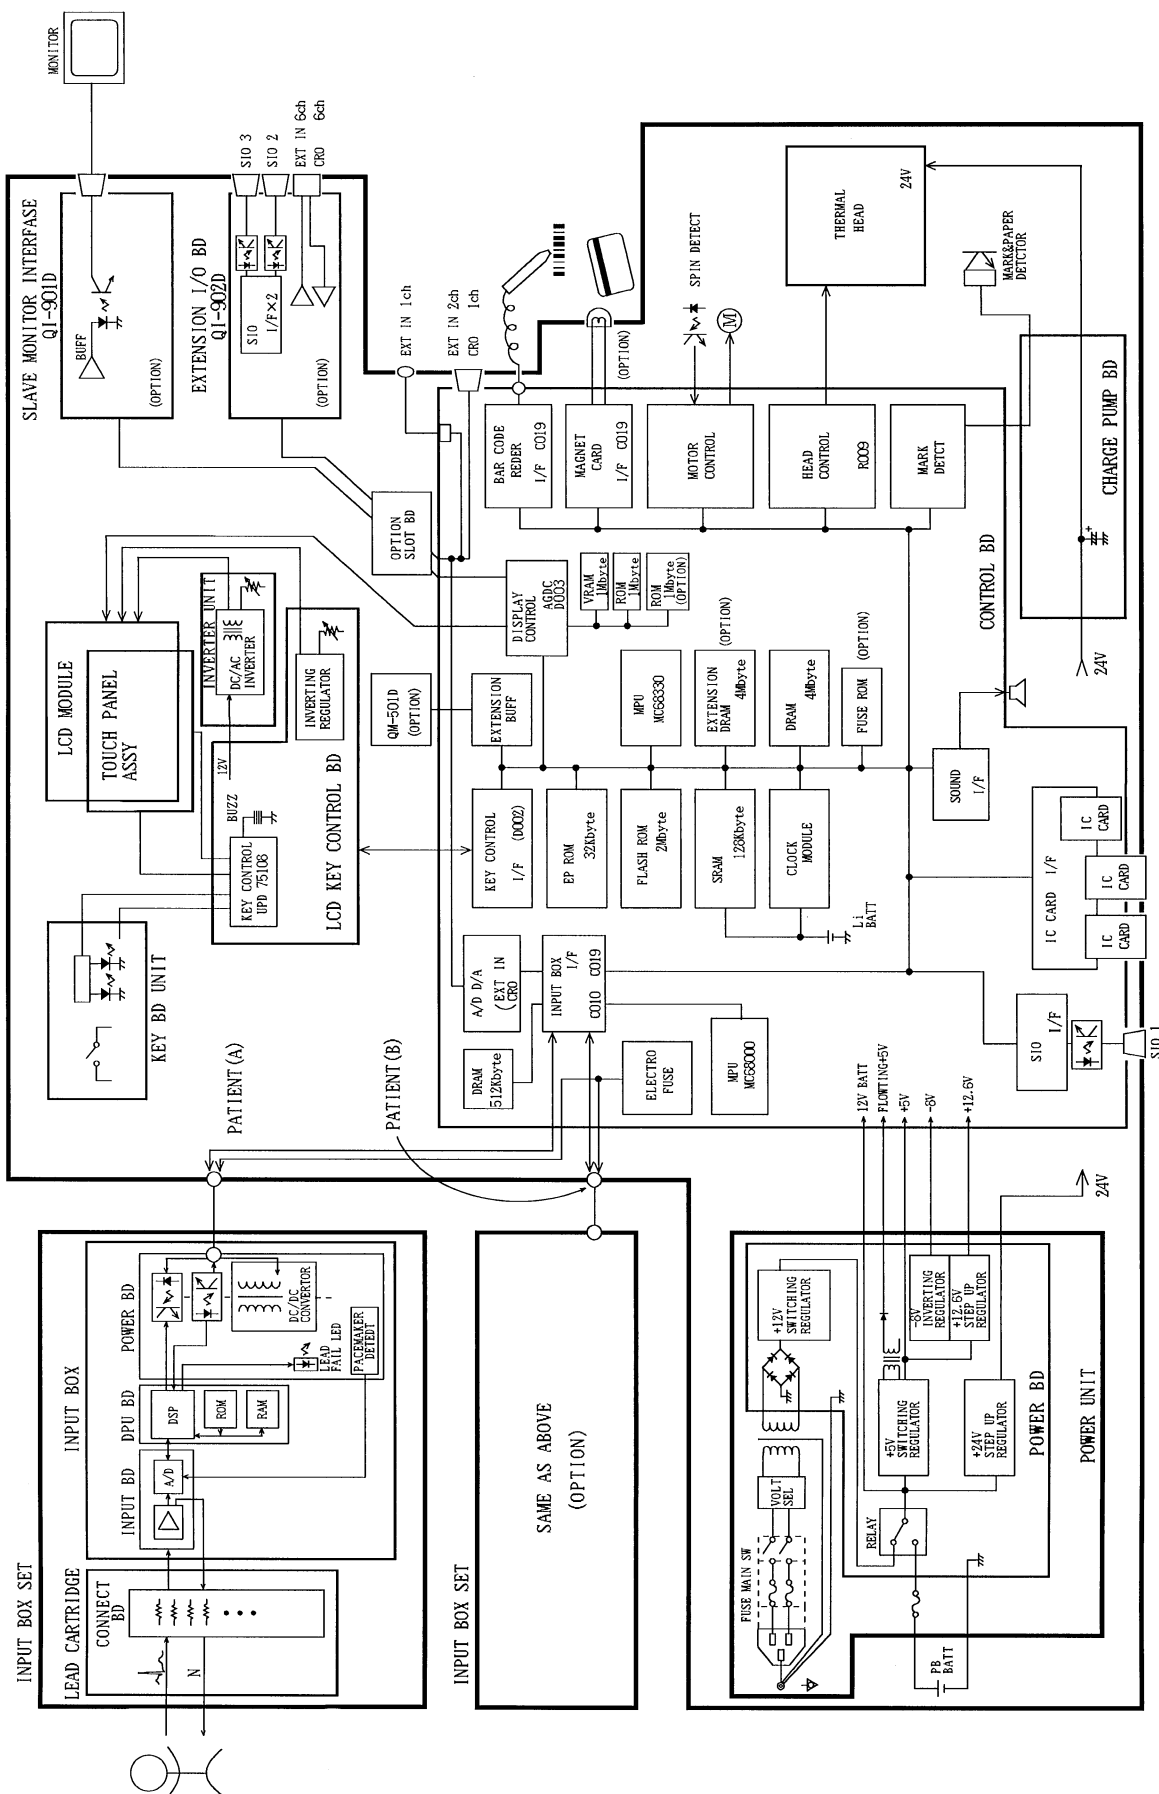 INPUT BOX SET
LEAD CARTRIDGE
CONNECT
BD
N
INPUT BOX
INPUT BD
A/D
DPU BD
DSP
ROM
RAM
POWER BD
DC/DC
CONVERTOR
LEAD
FAIL LED
PACEMAKER
DETEDT
INPUT BOX SET
SAME AS ABOVE
(OPTION)
PATIENT(A)
PATIENT(B)
KEY BD UNIT
LCD MODULE
TOUCH PANEL
ASSY
INVERTER UNIT
DC/AC
INVERTER
12V
BUZZ
KEY CONTROL
UPD 75108
INVERTING
REGULATOR
LCD KEY CONTROL BD
SLAVE MONITOR INTERFASE
QI-901D
BUFF
(OPTION)
MONITOR
EXTENSION I/O BD
QI-902D
SIO
I/F×2
(OPTION)
SIO 3
SIO 2
EXT IN 6ch
CRO 6ch
EXT IN 1ch
EXT IN 2ch
CRO 1ch
OPTION
SLOT BD
QM-501D
(OPTION)
DISPLAY
CONTROL
AGDC
D003
VRAM
1Mbyte
ROM
1Mbyte
ROM
1Mbyte
(OPTION)
EXTENSION
BUFF
MPU
MC68330
EXTENSION
DRAM 4Mbyte
(OPTION)
DRAM
4Mbyte
FUSE ROM
(OPTION)
KEY CONTROL
I/F (D002)
EP ROM
32Kbyte
FLASH ROM
2Mbyte
SRAM
128Kbyte
CLOCK
MODULE
Li
BATT
A/D D/A
(EXT IN
CRO
INPUT BOX
I/F
C010 C019
DRAM
512Kbyte
ELECTRO
FUSE
MPU
MC68000
BAR CODE
REDER
I/F C019
MAGNET
CARD
I/F C019
(OPTION)
MOTOR
CONTROL
SPIN DETECT
M
HEAD
CONTROL
R009
MARK
DETCT
THERMAL
HEAD
24V
MARK&PAPER
DETCTOR
CHARGE PUMP BD
24V
CONTROL BD
SOUND
I/F
IC CARD I/F
IC
CARD
IC
CARD
IC
CARD
SIO
I/F
SIO 1
12V BATT
FLOWTING+5V
+5V
-8V
+12.6V
24V
FUSE MAIN SW
VOLT
SEL
+12V
SWITCHING
REGULATOR
RELAY
+5V
SWITCHING
REGULATOR
-8V
INVERTING
REGULATOR
+12.6V
STEP UP
REGULATOR
+24V
STEP UP
REGULATOR
POWER BD
POWER UNIT
PB
BATT